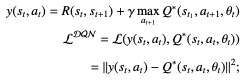 y(s_t, a_t) = R(s_t, s_{t+1}) + γ max_{a_{t+1}} Q*(s_{t_1}, a_{t+1}, θ_t)
ℒ^{𝒟𝒬𝒩} = ℒ(y(s_t, a_t), Q*(s_t, a_t, θ_t))
= ||y(s_t, a_t) − Q*(s_t, a_t, θ_t)||²;